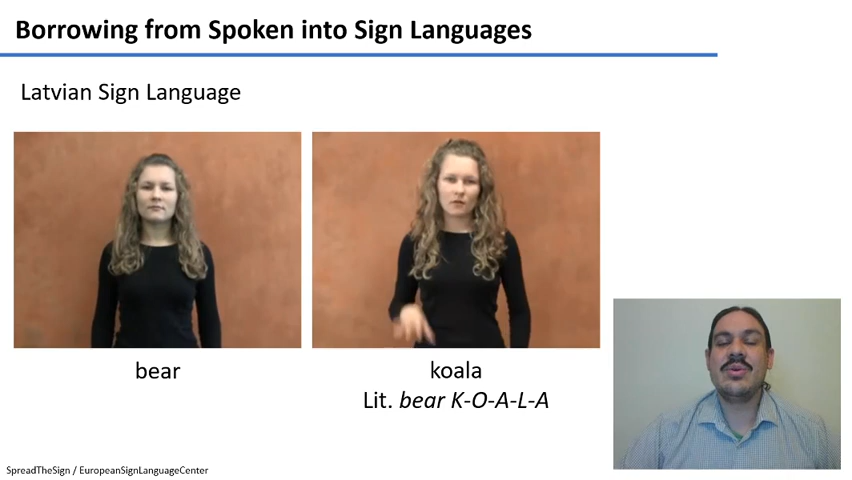 Borrowing from Spoken into Sign Languages
Latvian Sign Language
bear
koala
Lit. bear K-O-A-L-A
SpreadTheSign / EuropeanSignLanguageCenter